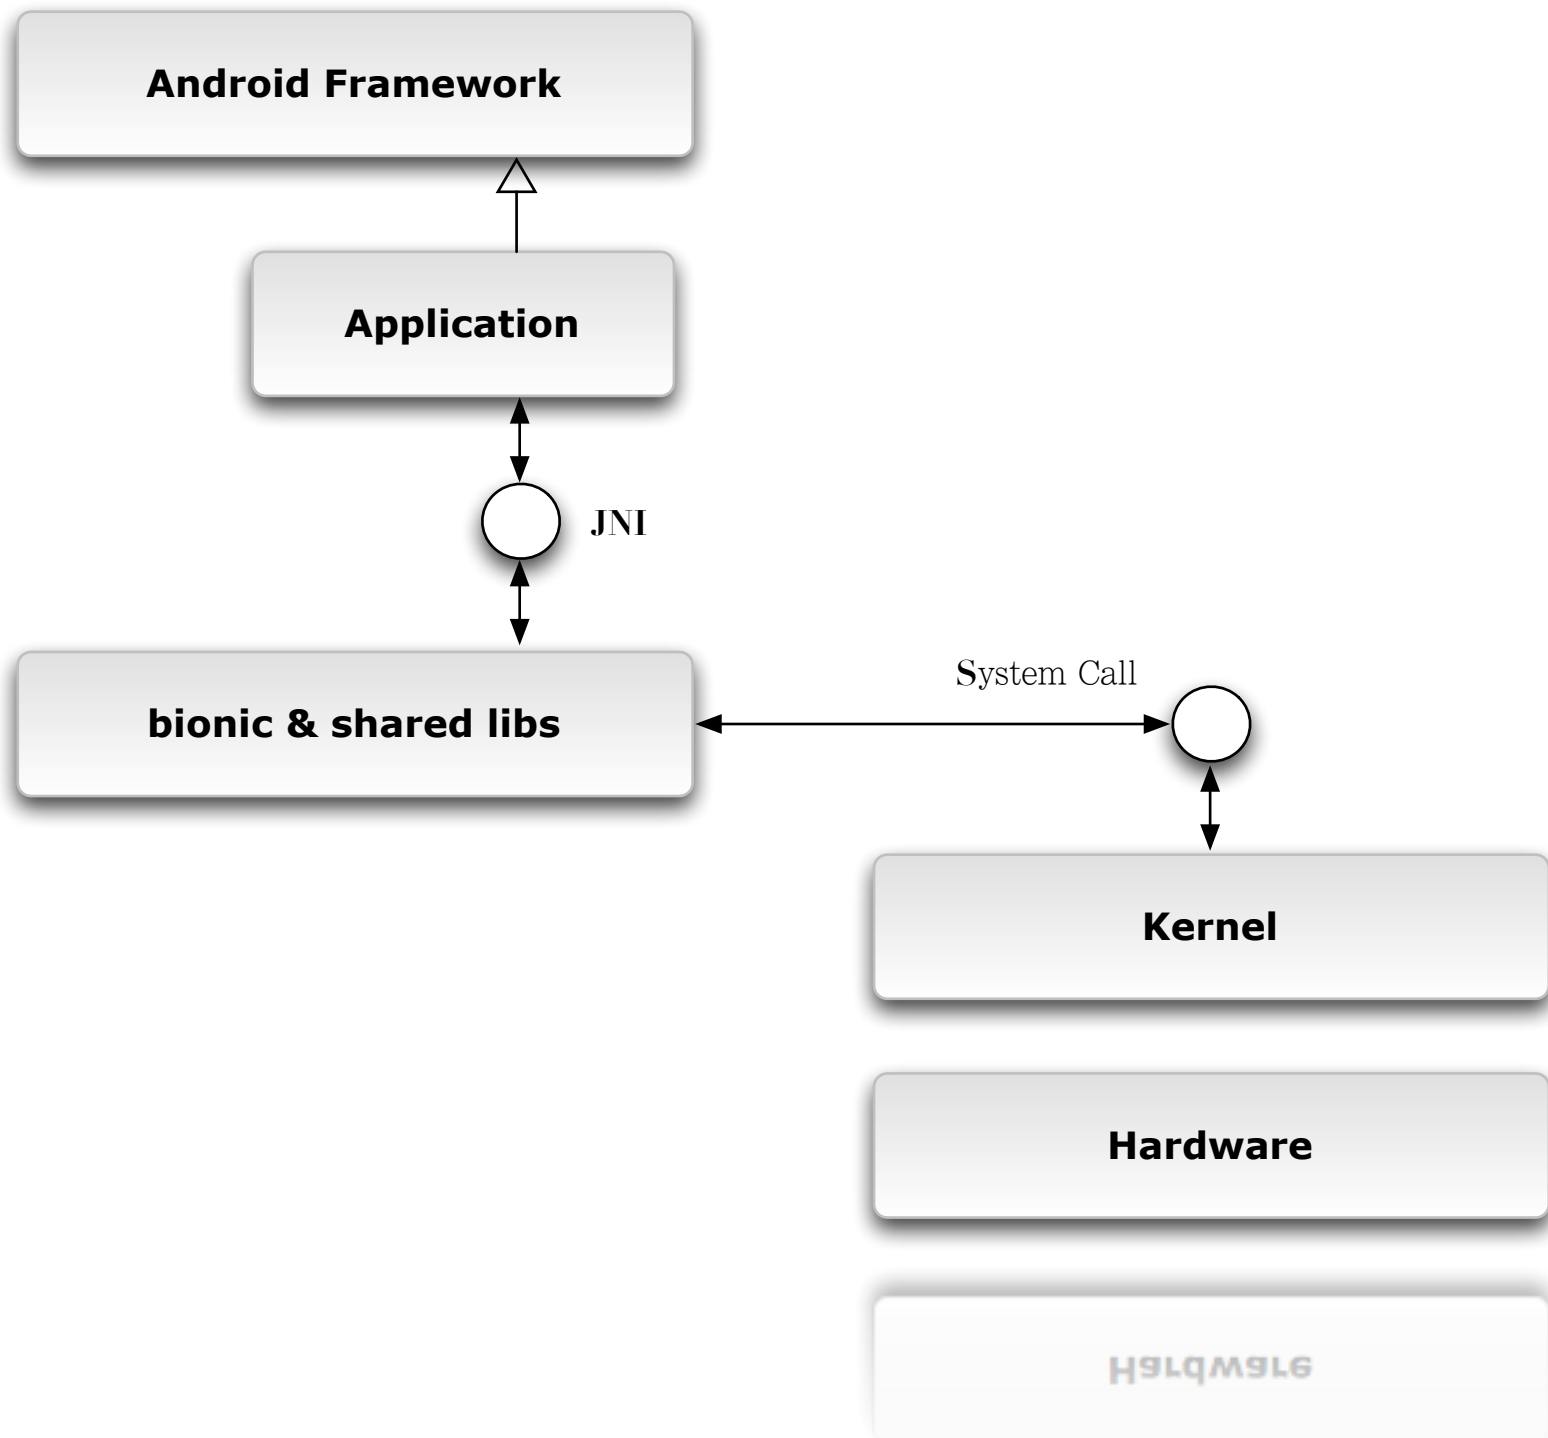 Android Framework
Application
JNI
System Call
bionic & shared libs
Kernel
Hardware
Hardware